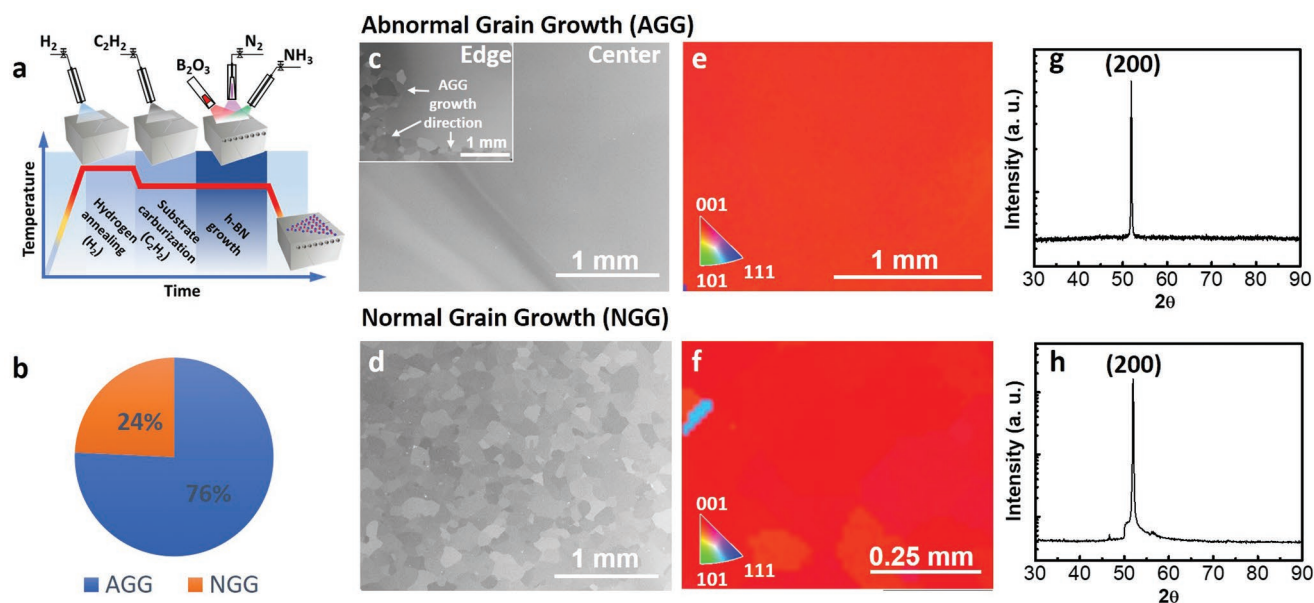 Abnormal Grain Growth (AGG)
a
H2
C2H2
B2O3
N2
NH3
Temperature
Hydrogen
annealing
(H2)
Substrate
carburization
(C2H2)
h-BN
growth
Time
c
Edge
Center
AGG
growth
direction
1 mm
1 mm
e
001
101
111
1 mm
g
(200)
Intensity (a. u.)
30 40 50 60 70 80 90
2θ
Normal Grain Growth (NGG)
b
24%
76%
AGG NGG
d
1 mm
f
001
101
111
0.25 mm
h
(200)
Intensity (a. u.)
30 40 50 60 70 80 90
2θ